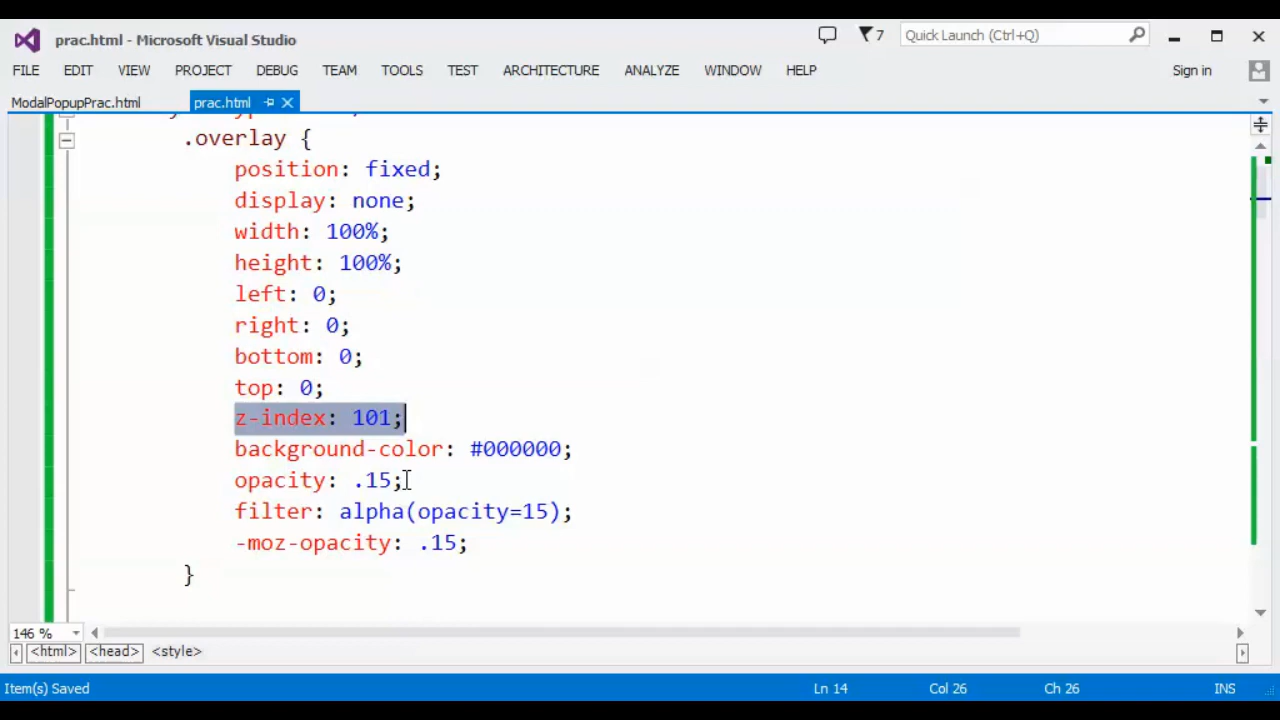 prac.html - Microsoft Visual Studio
7
Quick Launch (Ctrl+Q)
FILE EDIT VIEW PROJECT DEBUG TEAM TOOLS TEST ARCHITECTURE ANALYZE WINDOW HELP Sign in
ModalPopupPrac.html prac.html
.overlay {
position: fixed;
display: none;
width: 100%;
height: 100%;
left: 0;
right: 0;
bottom: 0;
top: 0;
z-index: 101;
background-color: #000000;
opacity: .15;
filter: alpha(opacity=15);
-moz-opacity: .15;
}
146 %
<html> <head> <style>
Item(s) Saved Ln 14 Col 26 Ch 26 INS